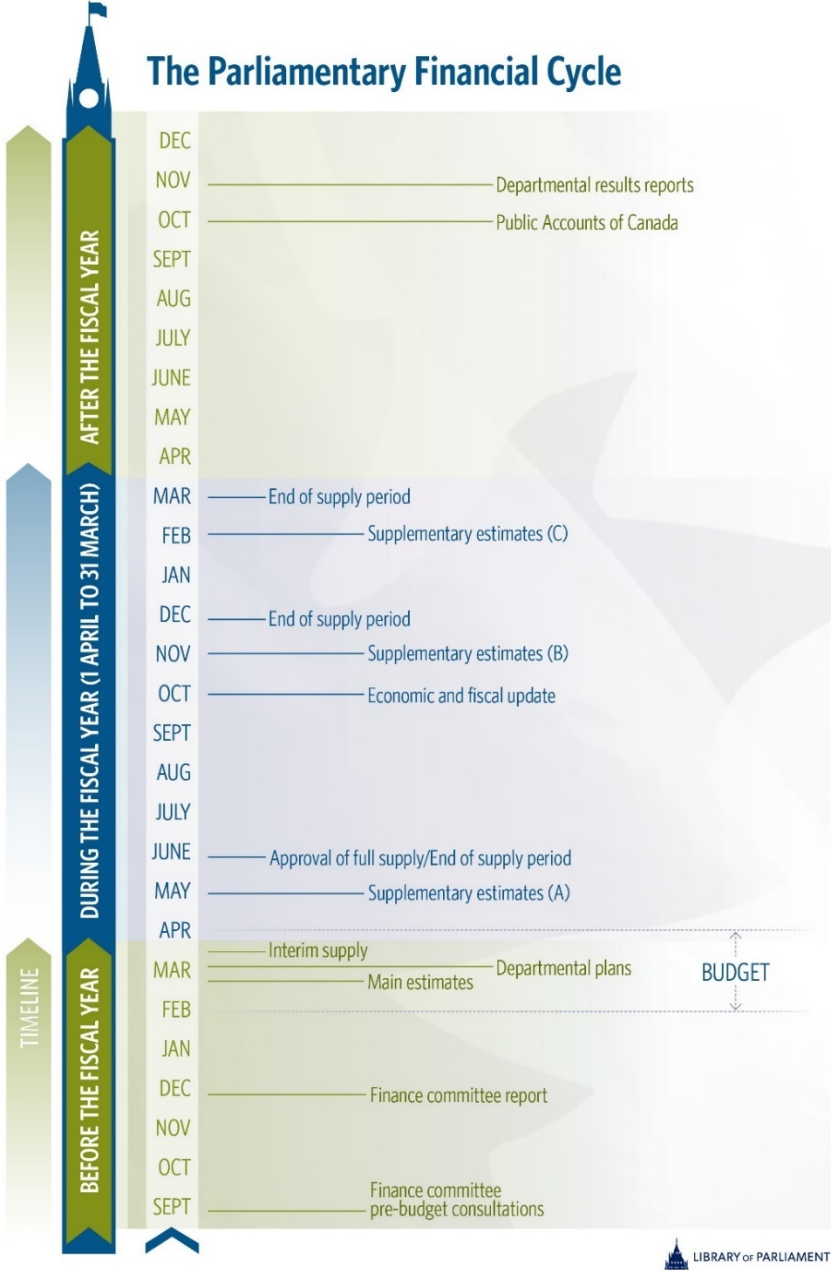 The Parliamentary Financial Cycle
DEC
NOV
Departmental results reports
OCT
Public Accounts of Canada
SEPT
AUG
JULY
JUNE
MAY
APR
AFTER THE FISCAL YEAR
MAR
End of supply period
FEB
Supplementary estimates (C)
JAN
DEC
End of supply period
NOV
Supplementary estimates (B)
OCT
Economic and fiscal update
SEPT
AUG
JULY
JUNE
Approval of full supply/End of supply period
MAY
Supplementary estimates (A)
APR
DURING THE FISCAL YEAR (1 APRIL TO 31 MARCH)
Interim supply
MAR
Departmental plans
Main estimates
BUDGET
FEB
JAN
DEC
Finance committee report
NOV
OCT
SEPT
Finance committee
pre-budget consultations
BEFORE THE FISCAL YEAR
TIMELINE
LIBRARY OF PARLIAMENT